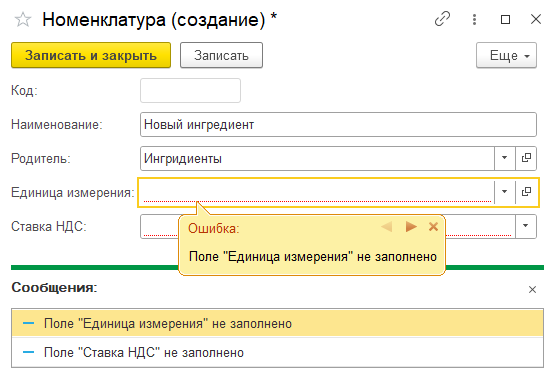 Номенклатура (создание) *
Записать и закрыть
Записать
Еще
Код:
Наименование: Новый ингредиент
Родитель: Ингридиенты
Единица измерения:
Ставка НДС:
Ошибка:
Поле "Единица измерения" не заполнено
Сообщения:
Поле "Единица измерения" не заполнено
Поле "Ставка НДС" не заполнено